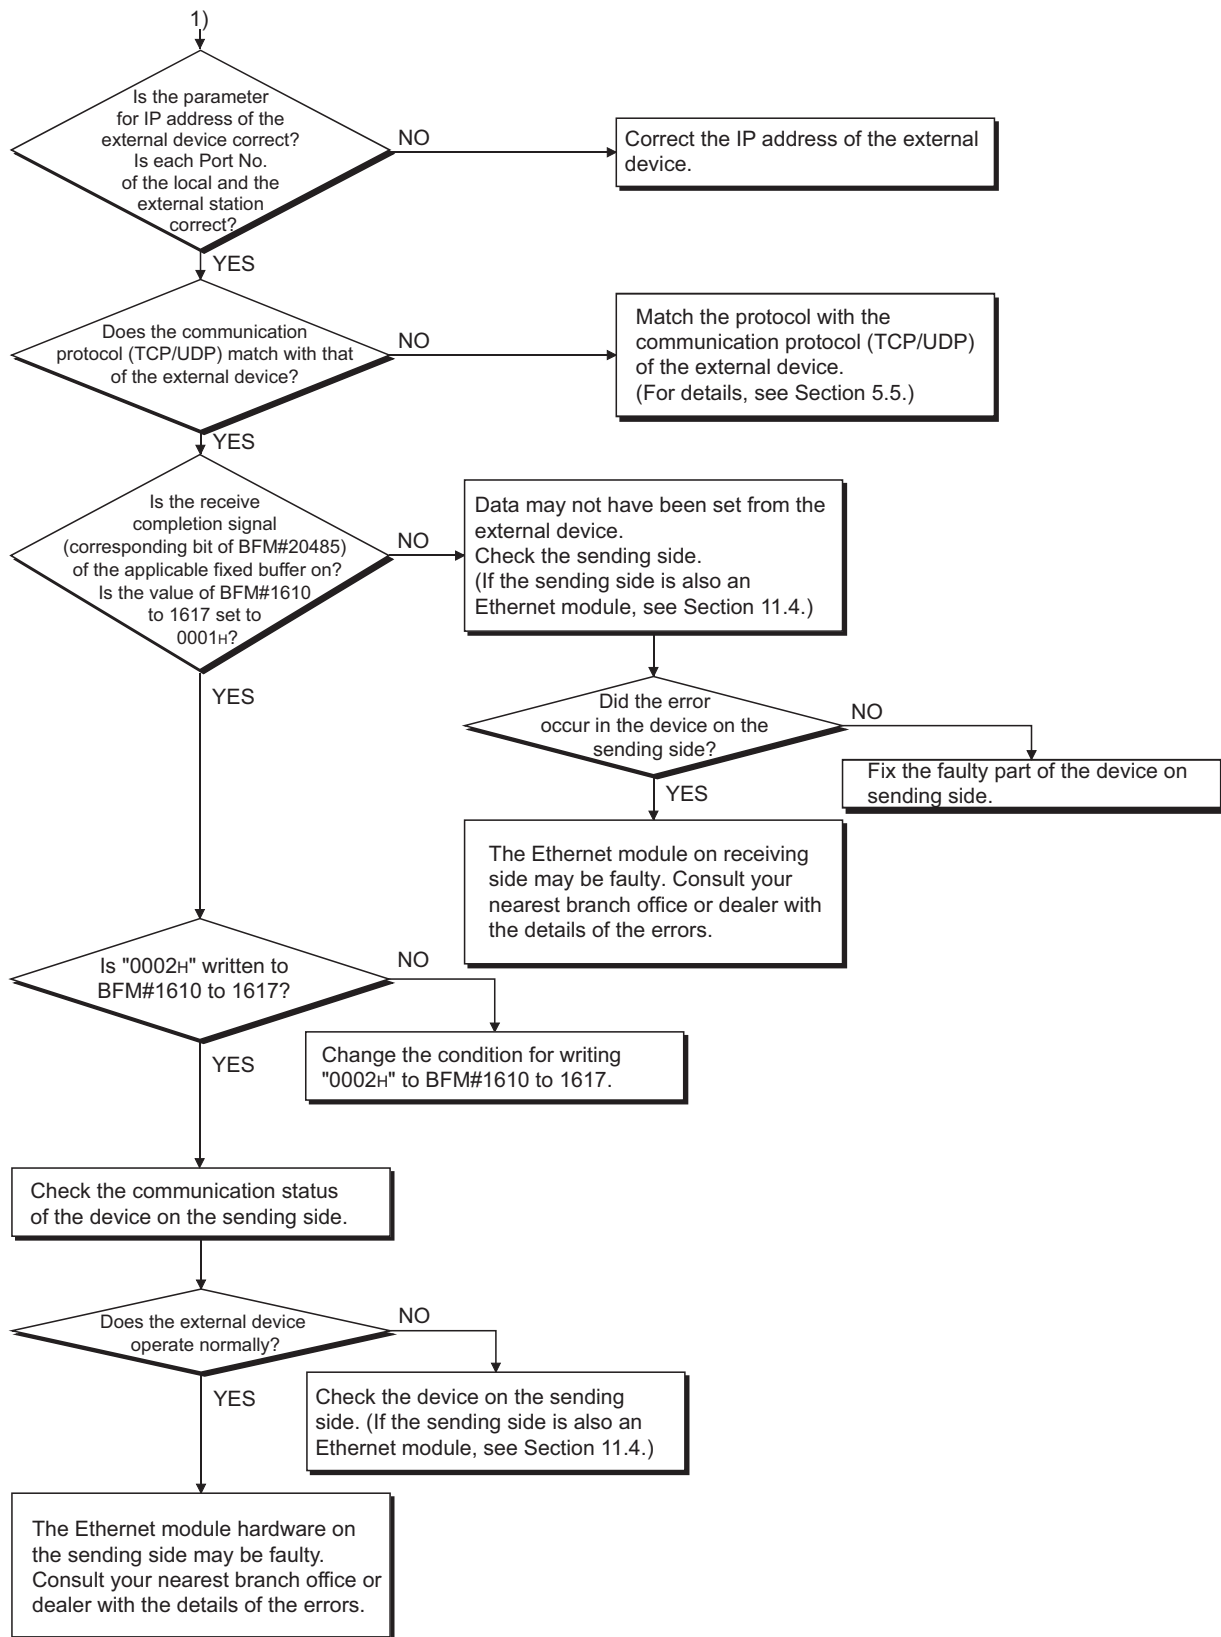 1)
Is the parameter
for IP address of the
external device correct?
Is each Port No.
of the local and the
external station
correct?
NO
Correct the IP address of the external
device.
YES
Does the communication
protocol (TCP/UDP) match with that
of the external device?
NO
Match the protocol with the
communication protocol (TCP/UDP)
of the external device.
(For details, see Section 5.5.)
YES
Is the receive
completion signal
(corresponding bit of BFM#20485)
of the applicable fixed buffer on?
Is the value of BFM#1610
to 1617 set to
0001H?
NO
Data may not have been set from the
external device.
Check the sending side.
(If the sending side is also an
Ethernet module, see Section 11.4.)
YES
Did the error
occur in the device on the
sending side?
NO
Fix the faulty part of the device on
sending side.
YES
The Ethernet module on receiving
side may be faulty. Consult your
nearest branch office or dealer with
the details of the errors.
Is "0002H" written to
BFM#1610 to 1617?
NO
Change the condition for writing
"0002H" to BFM#1610 to 1617.
YES
Check the communication status
of the device on the sending side.
Does the external device
operate normally?
NO
Check the device on the sending
side. (If the sending side is also an
Ethernet module, see Section 11.4.)
YES
The Ethernet module hardware on
the sending side may be faulty.
Consult your nearest branch office or
dealer with the details of the errors.